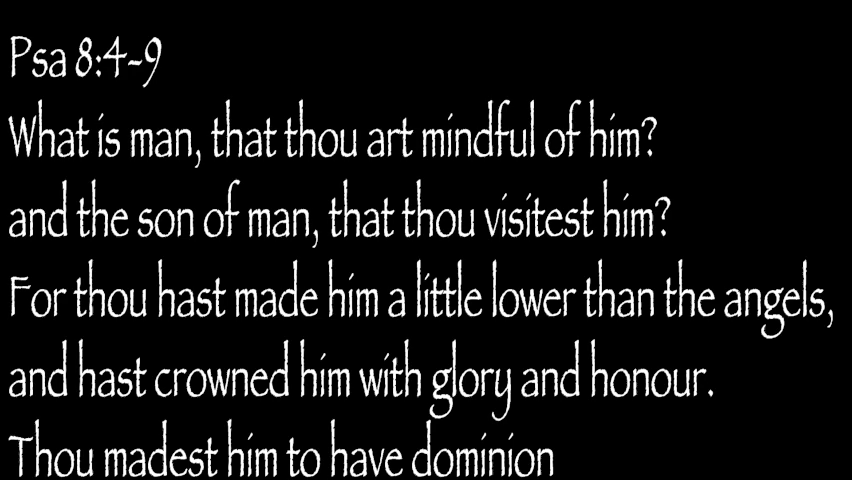 Psa 8:4-9
What is man, that thou art mindful of him?
and the son of man, that thou visitest him?
For thou hast made him a little lower than the angels,
and hast crowned him with glory and honour.
Thou madest him to have dominion